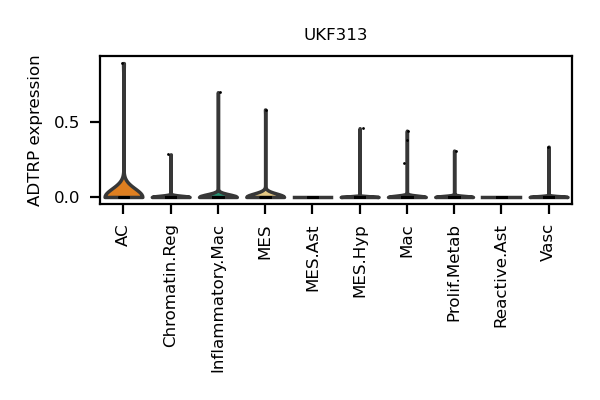 UKF313
ADTRP expression
0.5
0.0
AC
Chromatin.Reg
Inflammatory.Mac
MES
MES.Ast
MES.Hyp
Mac
Prolif.Metab
Reactive.Ast
Vasc